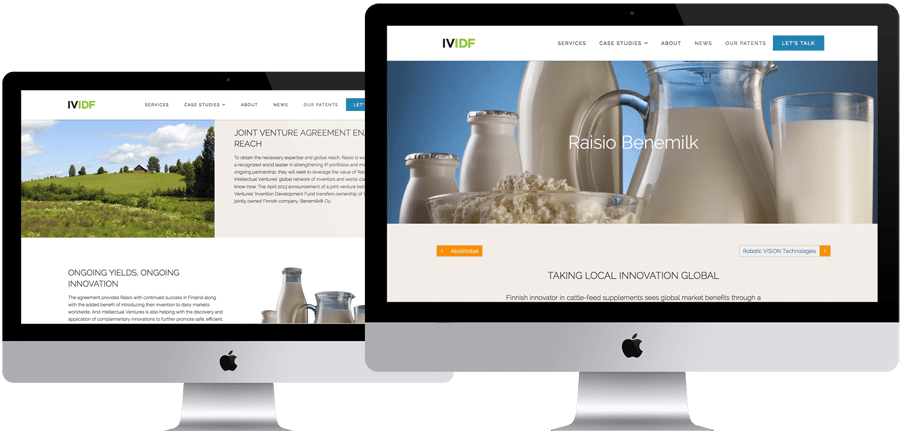 IVIDF
SERVICES
CASE STUDIES
ABOUT
NEWS
OUR PATENTS
LET'
JOINT VENTURE AGREEMENT EN
REACH
To obtain the necessary expertise and global reach, Raisio is w
a recognized world leader in strengthening IP portfolios and m
ongoing partnership, they will seek to leverage the value of Rai
Intellectual Ventures' global network of inventors and world-cla
know-how. The April 2013 announcement of a joint venture be
Ventures' Invention Development Fund transfers ownership of
jointly owned Finnish company, Benemilk® Oy.
ONGOING YIELDS, ONGOING
INNOVATION
The agreement provides Raisio with continued success in Finland along
with the added benefit of introducing their invention to dairy markets
worldwide. And Intellectual Ventures is also helping with the discovery and
application of complementary innovations to further promote safe, efficient,
IVIDF
SERVICES
CASE STUDIES
ABOUT
NEWS
OUR PATENTS
LET'S TALK
Raisio Benemilk
AkzoNobel
Robotic VISION Technologies
TAKING LOCAL INNOVATION GLOBAL
Finnish innovator in cattle-feed supplements sees global market benefits through a